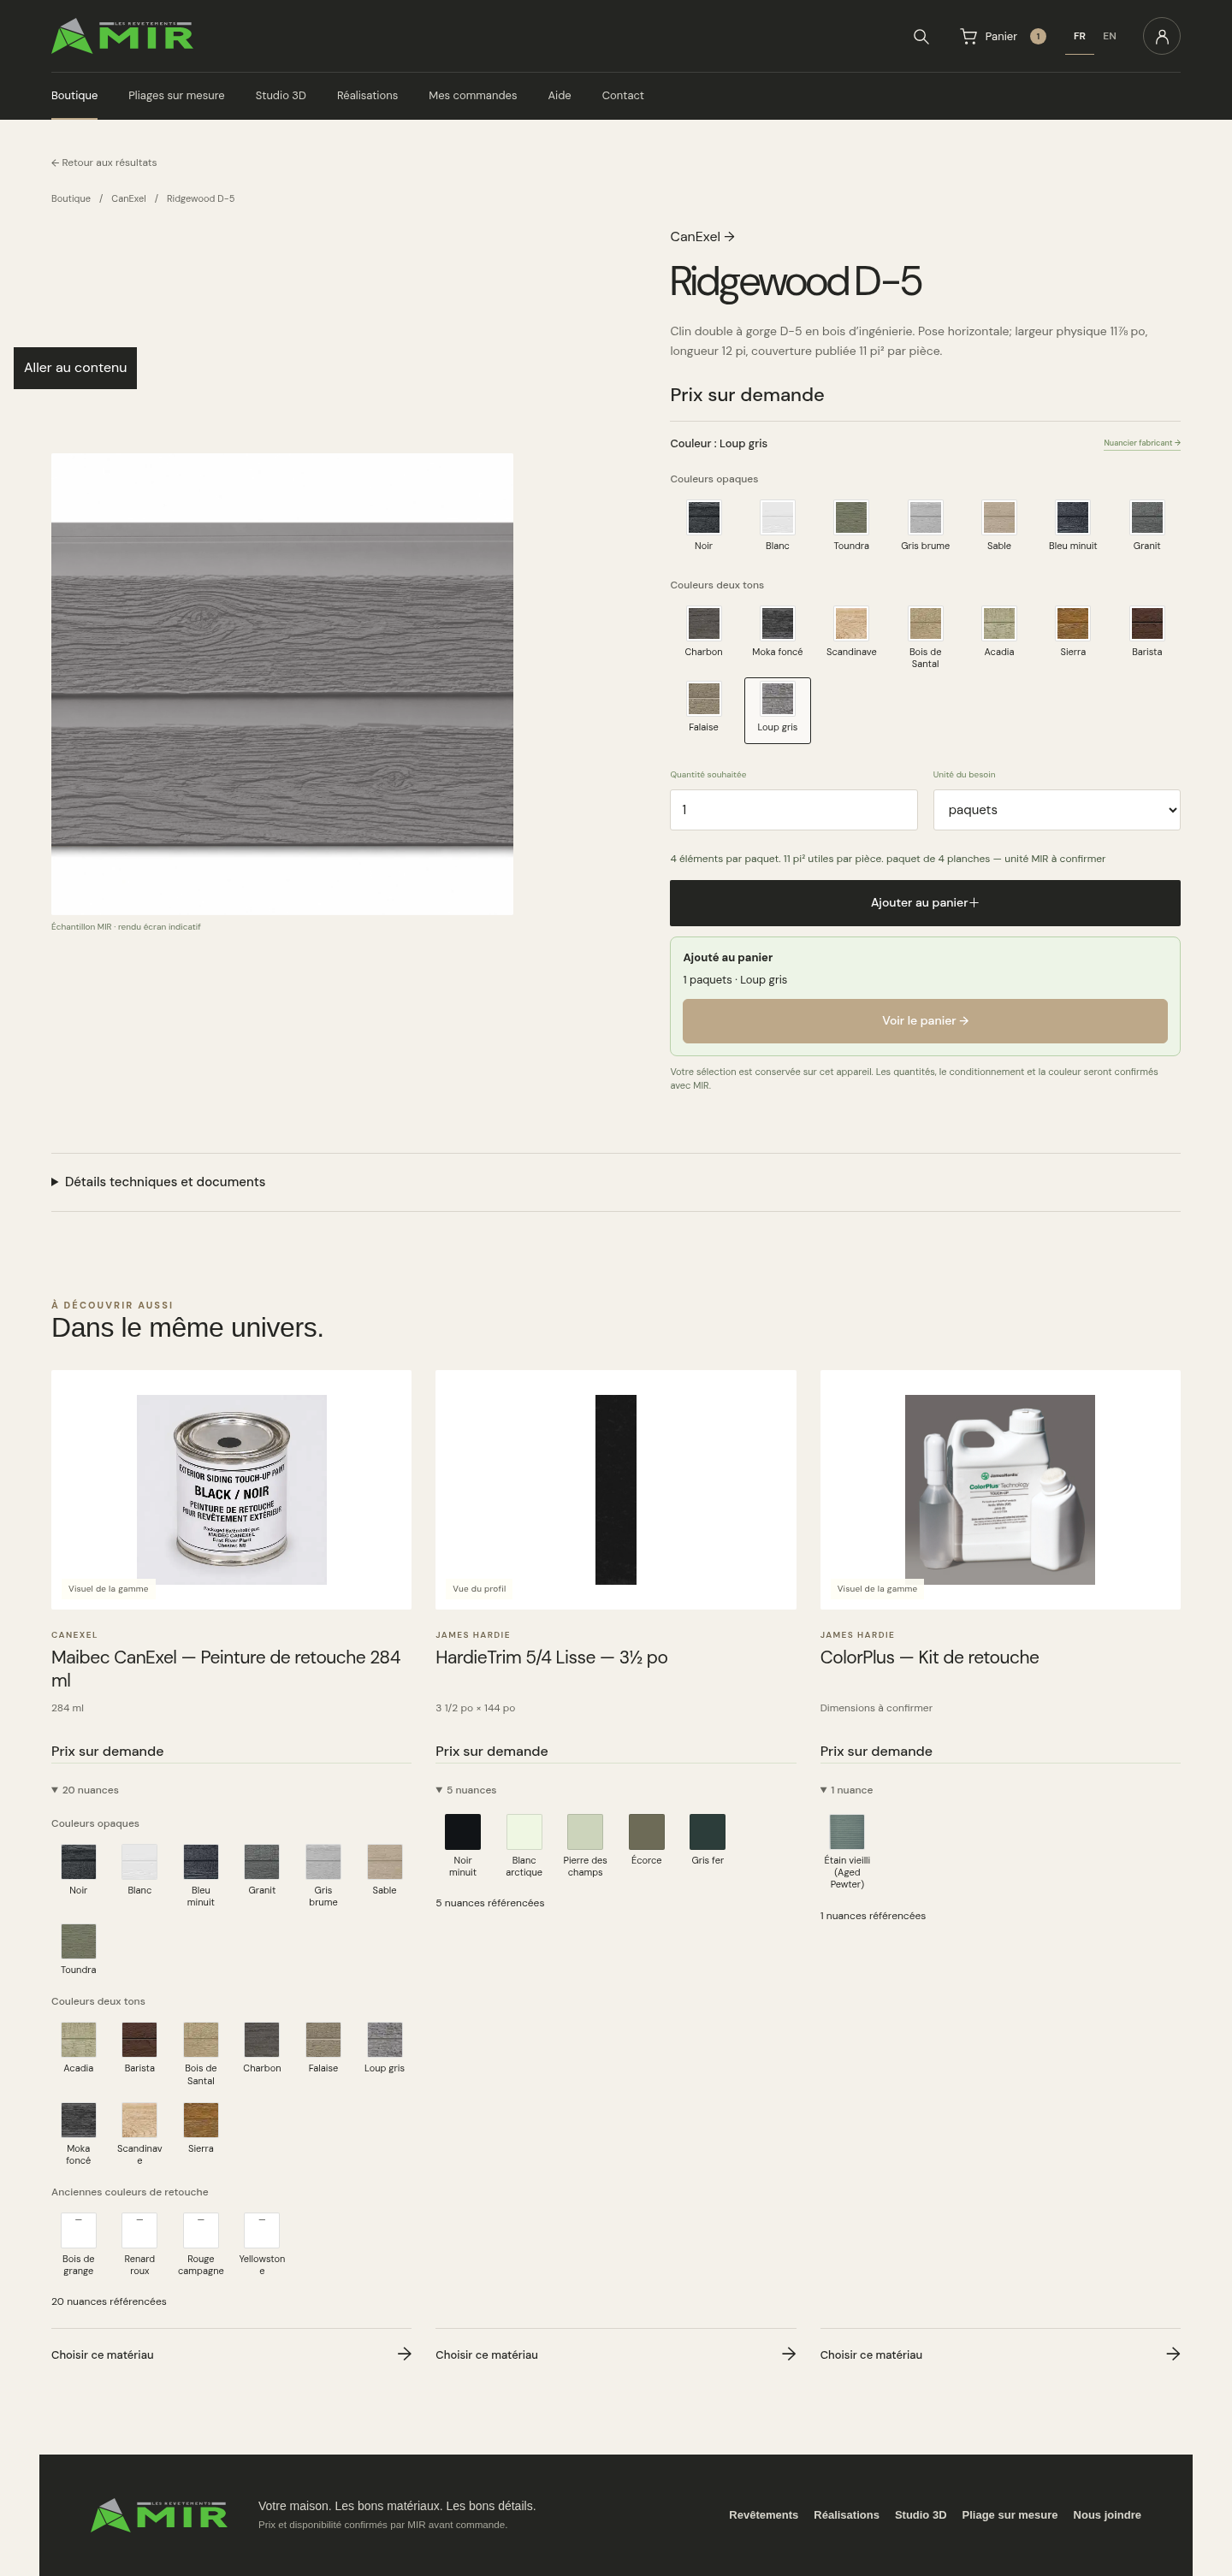 LES REVÊTEMENTS
MIR
Panier 1 FR EN
Boutique Pliages sur mesure Studio 3D Réalisations Mes commandes Aide Contact
← Retour aux résultats
Boutique / CanExel / Ridgewood D-5
CanExel →
Ridgewood D-5
Clin double à gorge D-5 en bois d’ingénierie. Pose horizontale; largeur physique 11⅞ po,
longueur 12 pi, couverture publiée 11 pi² par pièce.
Aller au contenu
Prix sur demande
Couleur : Loup gris
Nuancier fabricant →
Couleurs opaques
Noir Blanc Toundra Gris brume Sable Bleu minuit Granit
Couleurs deux tons
Charbon Moka foncé Scandinave Bois de Santal Acadia Sierra Barista
Falaise Loup gris
Quantité souhaitée Unité du besoin
1 paquets
4 éléments par paquet. 11 pi² utiles par pièce. paquet de 4 planches — unité MIR à confirmer
Ajouter au panier+
Échantillon MIR · rendu écran indicatif
Ajouté au panier
1 paquets · Loup gris
Voir le panier →
Votre sélection est conservée sur cet appareil. Les quantités, le conditionnement et la couleur seront confirmés
avec MIR.
▶ Détails techniques et documents
À DÉCOUVRIR AUSSI
Dans le même univers.
EXTERIOR SIDING TOUCH-UP PAINT
BLACK / NOIR
PEINTURE DE RETOUCHE
POUR REVÊTEMENT EXTÉRIEUR
JamesHardie
ColorPlus Technology
TOUCH-UP
Visuel de la gamme
Vue du profil
Visuel de la gamme
CANEXEL
Maibec CanExel — Peinture de retouche 284
ml
284 ml
Prix sur demande
▼ 20 nuances
Couleurs opaques
Noir Blanc Bleu minuit Granit Gris brume Sable
Toundra
Couleurs deux tons
Acadia Barista Bois de Santal Charbon Falaise Loup gris
Moka foncé Scandinav e Sierra
Anciennes couleurs de retouche
— — — —
Bois de grange Renard roux Rouge campagne Yellowston e
20 nuances référencées
Choisir ce matériau →
JAMES HARDIE
HardieTrim 5/4 Lisse — 3½ po
3 1/2 po × 144 po
Prix sur demande
▼ 5 nuances
Noir minuit Blanc arctique Pierre des champs Écorce Gris fer
5 nuances référencées
Choisir ce matériau →
JAMES HARDIE
ColorPlus — Kit de retouche
Dimensions à confirmer
Prix sur demande
▼ 1 nuance
Étain vieilli
(Aged
Pewter)
1 nuances référencées
Choisir ce matériau →
LES REVÊTEMENTS
MIR
Votre maison. Les bons matériaux. Les bons détails.
Prix et disponibilité confirmés par MIR avant commande.
Revêtements Réalisations Studio 3D Pliage sur mesure Nous joindre